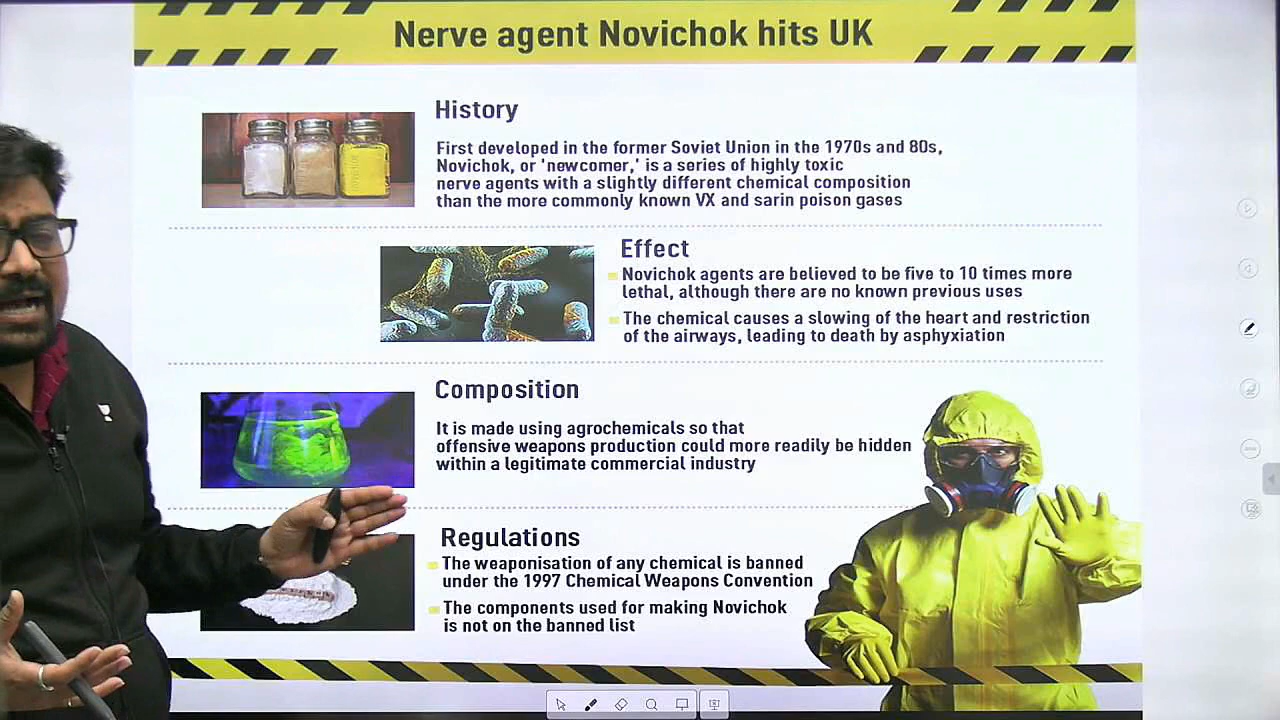 Nerve agent Novichok hits UK
History
First developed in the former Soviet Union in the 1970s and 80s,
Novichok, or 'newcomer,' is a series of highly toxic
nerve agents with a slightly different chemical composition
than the more commonly known VX and sarin poison gases
Effect
Novichok agents are believed to be five to 10 times more
lethal, although there are no known previous uses
The chemical causes a slowing of the heart and restriction
of the airways, leading to death by asphyxiation
Composition
It is made using agrochemicals so that
offensive weapons production could more readily be hidden
within a legitimate commercial industry
Regulations
The weaponisation of any chemical is banned
under the 1997 Chemical Weapons Convention
The components used for making Novichok
is not on the banned list